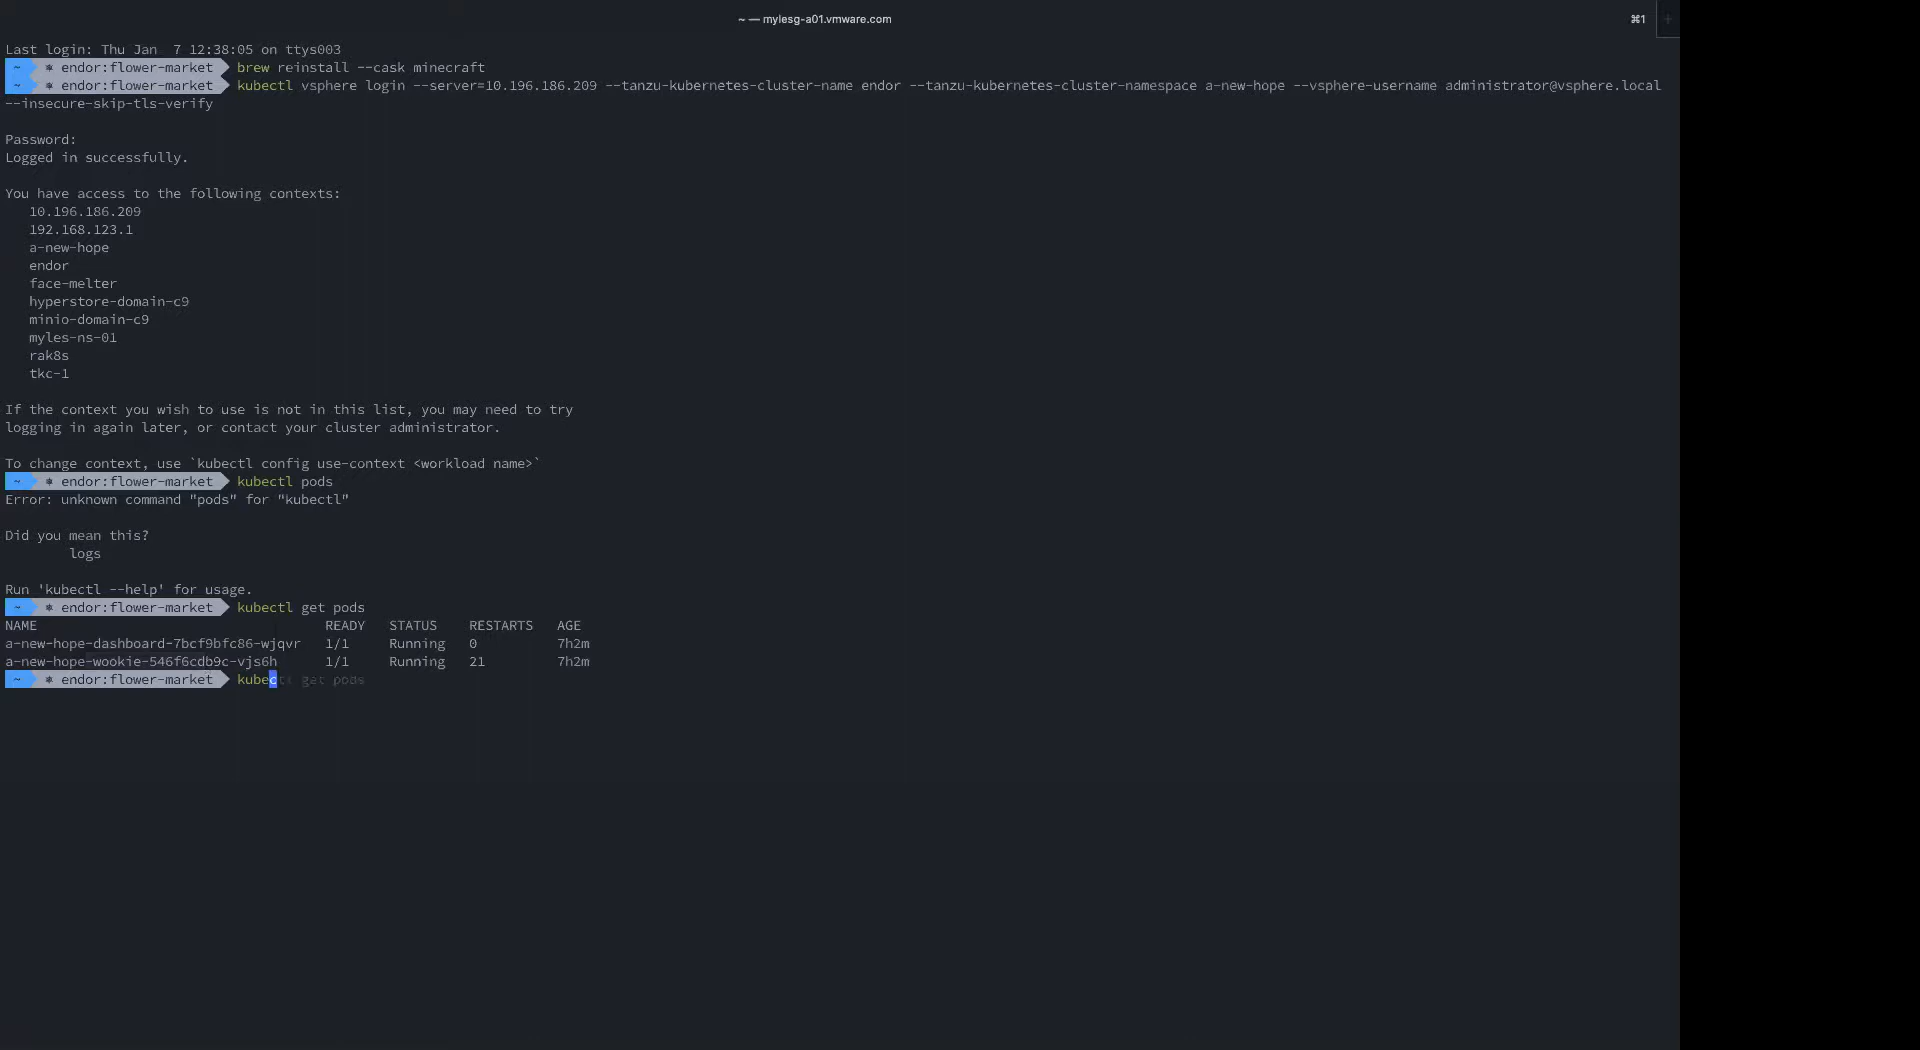 ~ — mylesg-a01.vmware.com ⌘1 +
Last login: Thu Jan  7 12:38:05 on ttys003
~ ⎈ endor:flower-market brew reinstall --cask minecraft
~ ⎈ endor:flower-market kubectl vsphere login --server=10.196.186.209 --tanzu-kubernetes-cluster-name endor --tanzu-kubernetes-cluster-namespace a-new-hope --vsphere-username administrator@vsphere.local
--insecure-skip-tls-verify
Password:
Logged in successfully.
You have access to the following contexts:
10.196.186.209
192.168.123.1
a-new-hope
endor
face-melter
hyperstore-domain-c9
minio-domain-c9
myles-ns-01
rak8s
tkc-1
If the context you wish to use is not in this list, you may need to try
logging in again later, or contact your cluster administrator.
To change context, use `kubectl config use-context <workload name>`
~ ⎈ endor:flower-market kubectl pods
Error: unknown command "pods" for "kubectl"
Did you mean this?
logs
Run 'kubectl --help' for usage.
~ ⎈ endor:flower-market kubectl get pods
NAME READY STATUS RESTARTS AGE
a-new-hope-dashboard-7bcf9bfc86-wjqvr 1/1 Running 0 7h2m
a-new-hope-wookie-546f6cdb9c-vjs6h 1/1 Running 21 7h2m
~ ⎈ endor:flower-market kubectl get pods